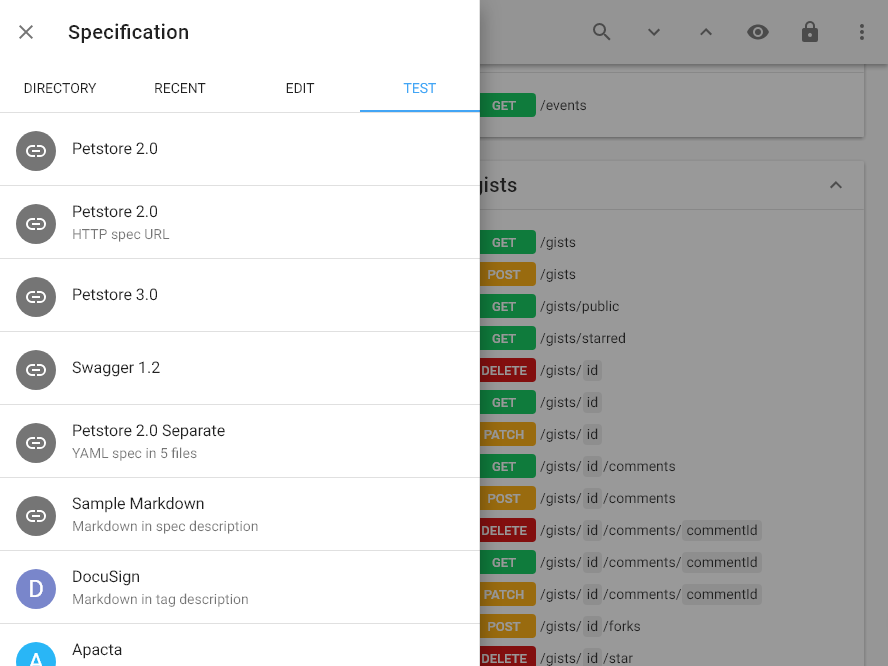 Specification
DIRECTORY RECENT EDIT TEST
Petstore 2.0
Petstore 2.0
HTTP spec URL
Petstore 3.0
Swagger 1.2
Petstore 2.0 Separate
YAML spec in 5 files
Sample Markdown
Markdown in spec description
D DocuSign
Markdown in tag description
A Apacta
GET /events
gists
GET /gists
POST /gists
GET /gists/public
GET /gists/starred
DELETE /gists/ id
GET /gists/ id
PATCH /gists/ id
GET /gists/ id /comments
POST /gists/ id /comments
DELETE /gists/ id /comments/ commentId
GET /gists/ id /comments/ commentId
PATCH /gists/ id /comments/ commentId
POST /gists/ id /forks
DELETE /gists/ id /star